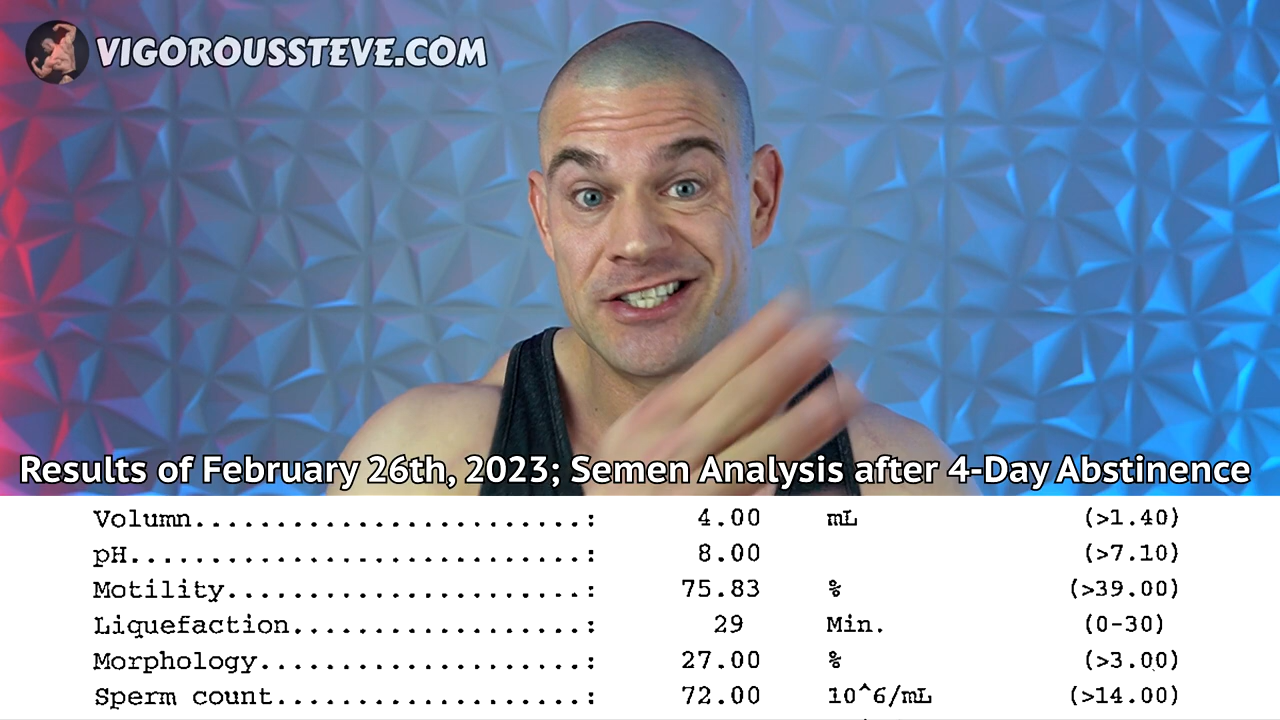 VIGOROUSSTEVE.COM
Results of February 26th, 2023; Semen Analysis after 4-Day Abstinence
Volumn........................: 4.00 mL (>1.40)
pH............................: 8.00 (>7.10)
Motility......................: 75.83 % (>39.00)
Liquefaction..................: 29 Min. (0-30)
Morphology....................: 27.00 % (>3.00)
Sperm count...................: 72.00 10^6/mL (>14.00)